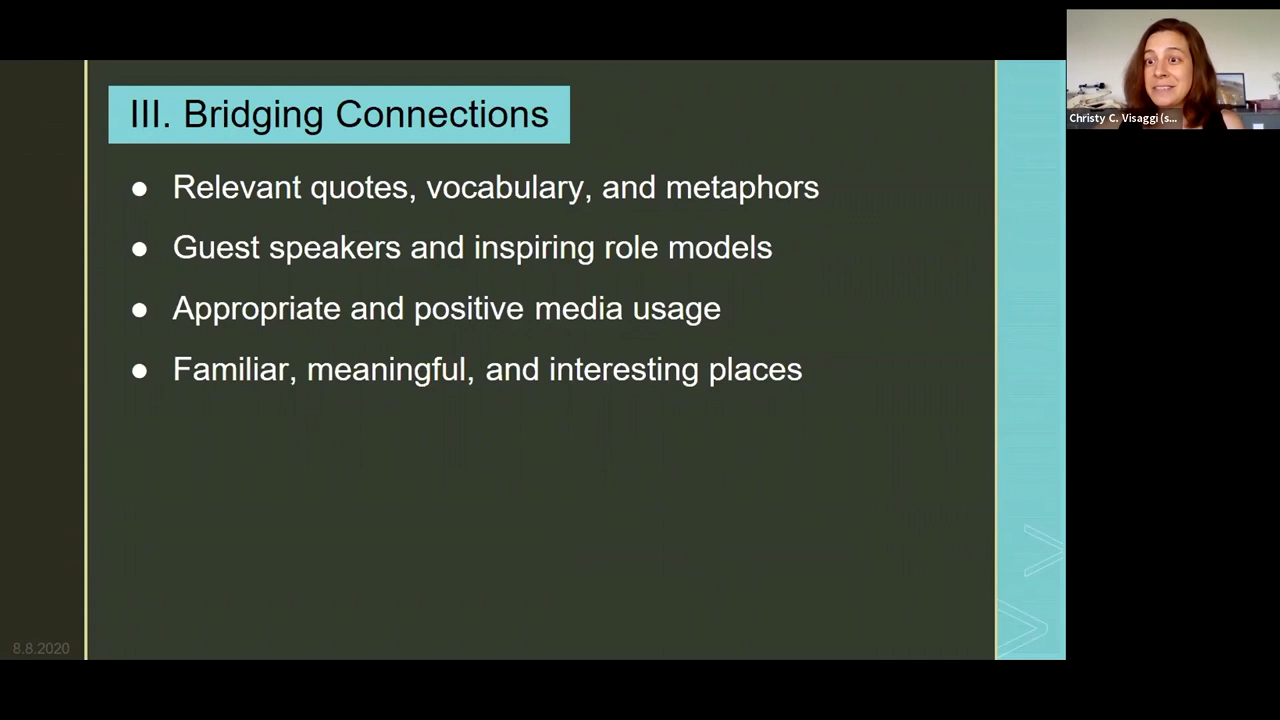 III. Bridging Connections
● Relevant quotes, vocabulary, and metaphors
● Guest speakers and inspiring role models
● Appropriate and positive media usage
● Familiar, meaningful, and interesting places
8.8.2020
Christy C. Visaggi (s...